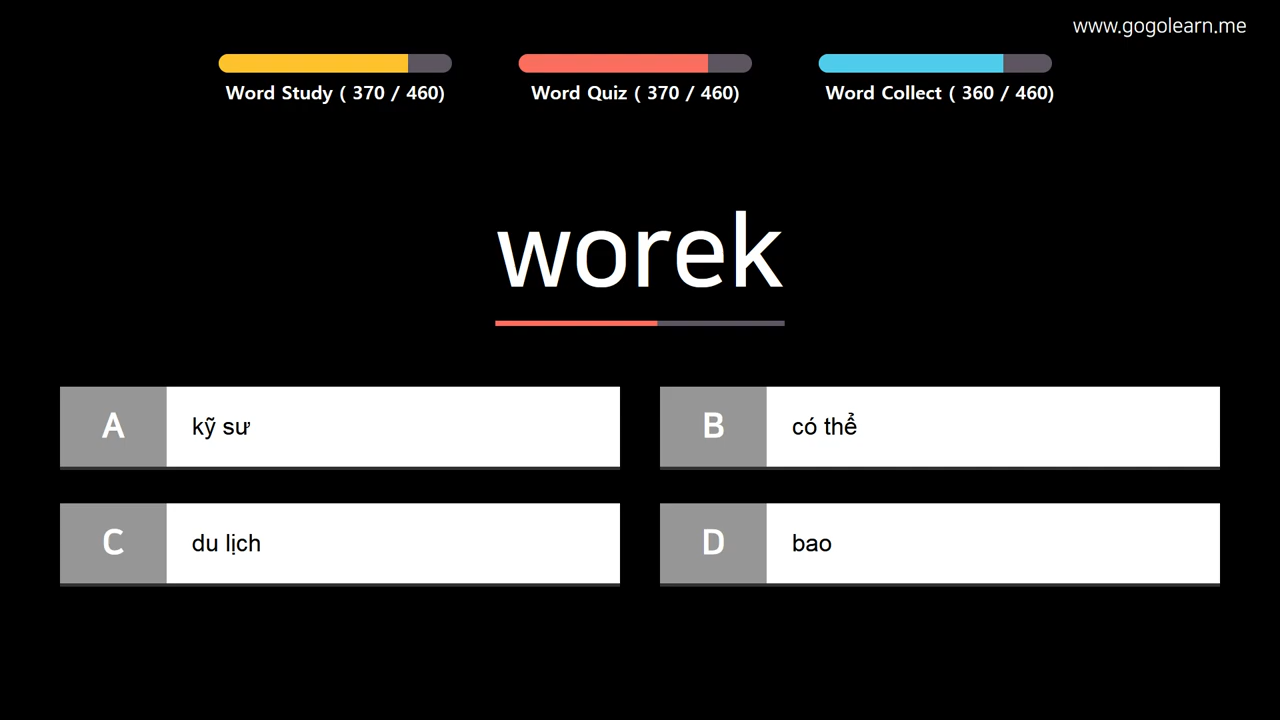 www.gogolearn.me
Word Study ( 370 / 460)
Word Quiz ( 370 / 460)
Word Collect ( 360 / 460)
worek
A kỹ sư
B có thể
C du lịch
D bao